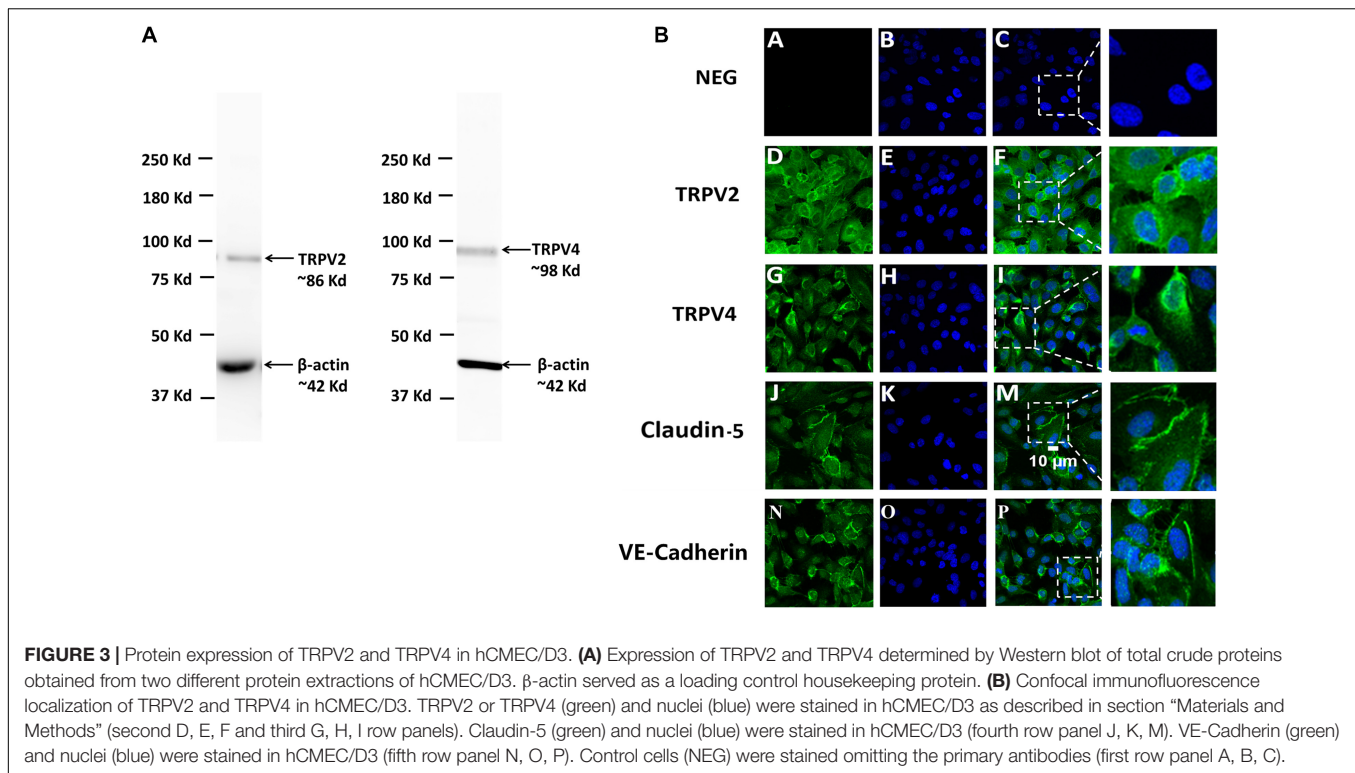 A
250 Kd
180 Kd
100 Kd
75 Kd
50 Kd
37 Kd
TRPV2
~86 Kd
β-actin
~42 Kd
250 Kd
180 Kd
100 Kd
75 Kd
50 Kd
37 Kd
TRPV4
~98 Kd
β-actin
~42 Kd
B
A B C
NEG
D E F
TRPV2
G H I
TRPV4
J K M
Claudin-5
10 µm
N O P
VE-Cadherin
FIGURE 3 | Protein expression of TRPV2 and TRPV4 in hCMEC/D3. (A) Expression of TRPV2 and TRPV4 determined by Western blot of total crude proteins
obtained from two different protein extractions of hCMEC/D3. β-actin served as a loading control housekeeping protein. (B) Confocal immunofluorescence
localization of TRPV2 and TRPV4 in hCMEC/D3. TRPV2 or TRPV4 (green) and nuclei (blue) were stained in hCMEC/D3 as described in section “Materials and
Methods” (second D, E, F and third G, H, I row panels). Claudin-5 (green) and nuclei (blue) were stained in hCMEC/D3 (fourth row panel J, K, M). VE-Cadherin (green)
and nuclei (blue) were stained in hCMEC/D3 (fifth row panel N, O, P). Control cells (NEG) were stained omitting the primary antibodies (first row panel A, B, C).